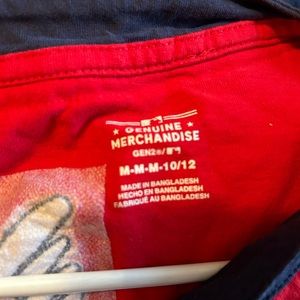 GENUINE
MERCHANDISE
GEN2®/
M-M-M-10/12
MADE IN BANGLADESH
HECHO EN BANGLADESH
FABRIQUÉ AU BANGLADESH